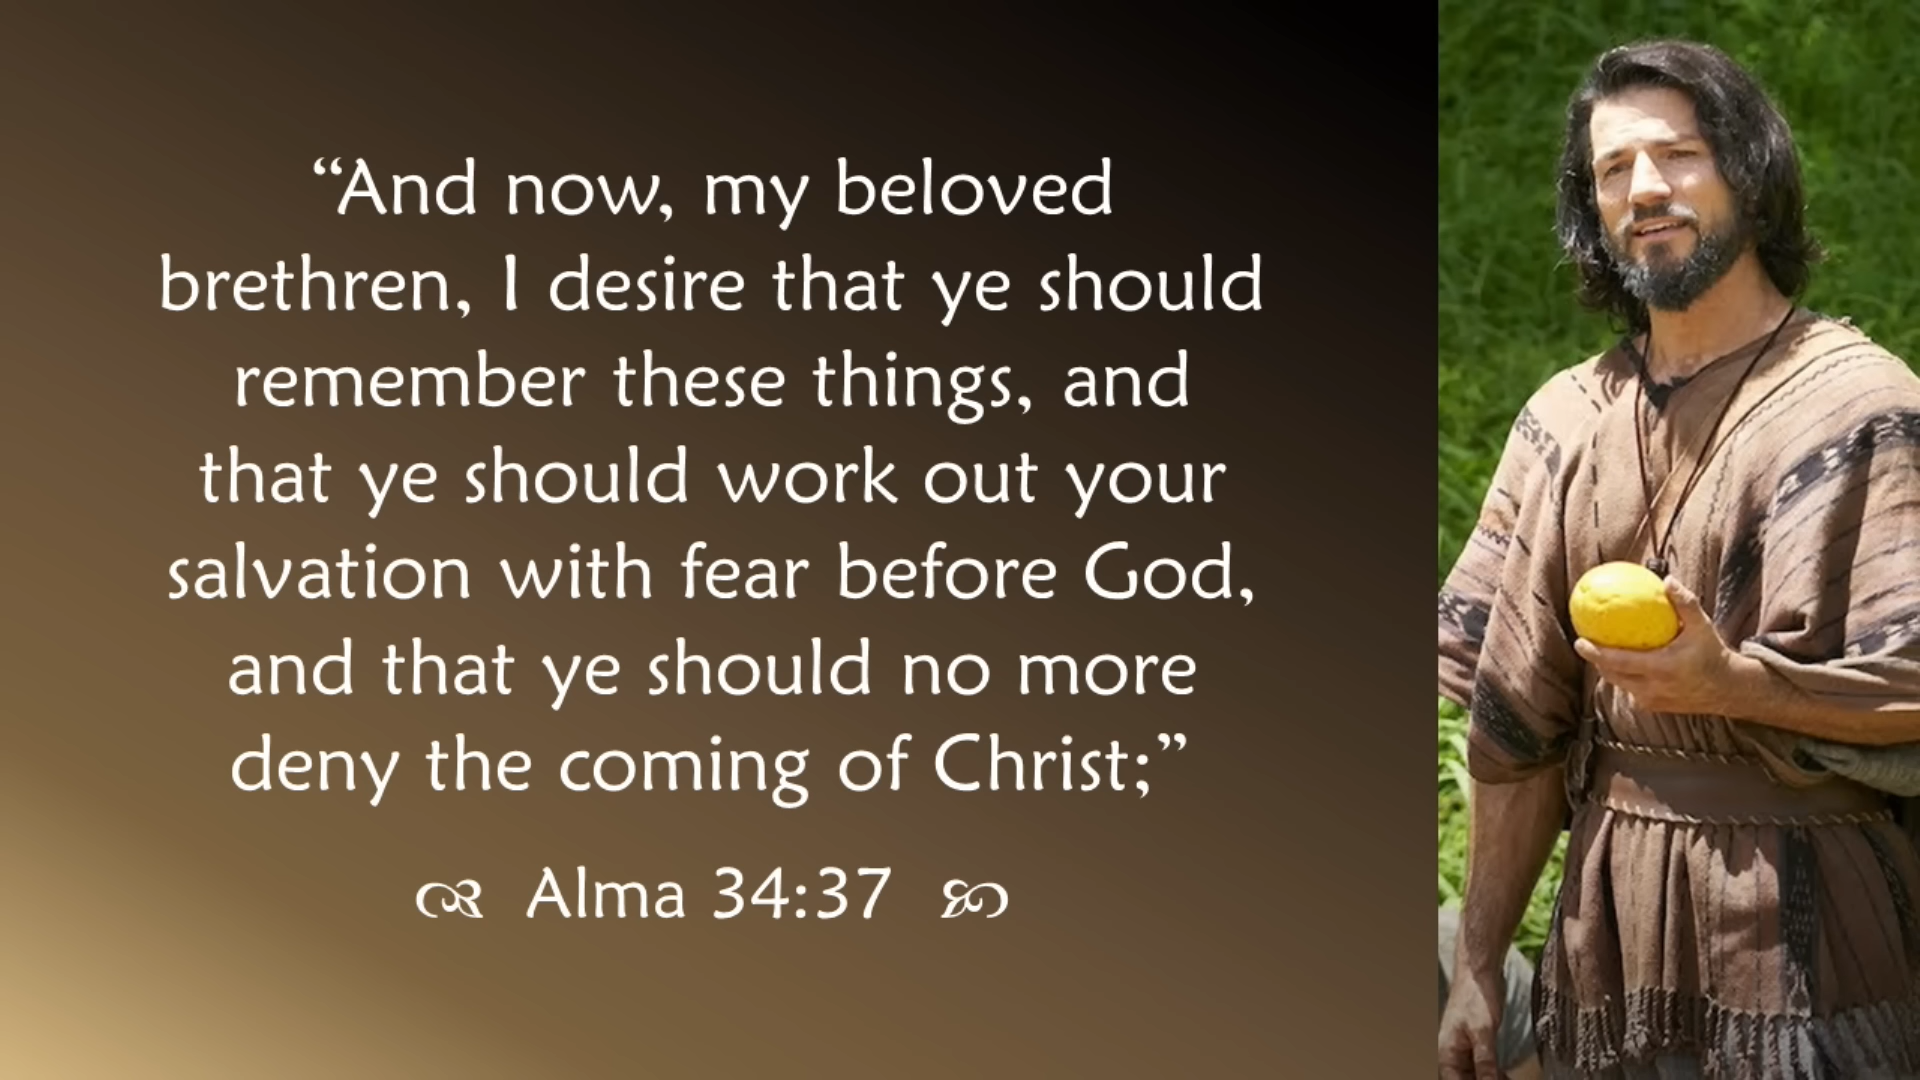 “And now, my beloved
brethren, I desire that ye should
remember these things, and
that ye should work out your
salvation with fear before God,
and that ye should no more
deny the coming of Christ;”
Alma 34:37